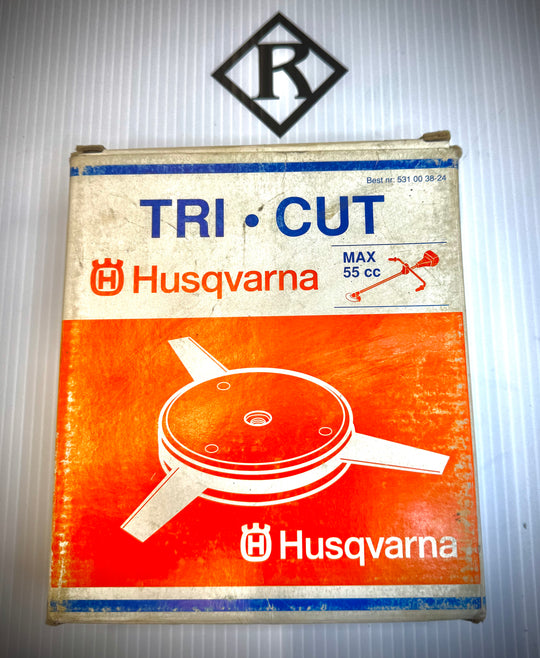 R
Best nr: 531 00 38-24
TRI • CUT
Husqvarna
MAX
55 cc
H Husqvarna